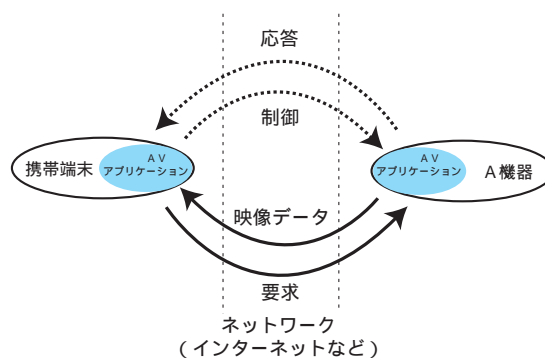 応答
制御
携帯端末
ＡＶ
アプリケーション
ＡＶ
アプリケーション
Ａ機器
映像データ
要求
ネットワーク
（インターネットなど）